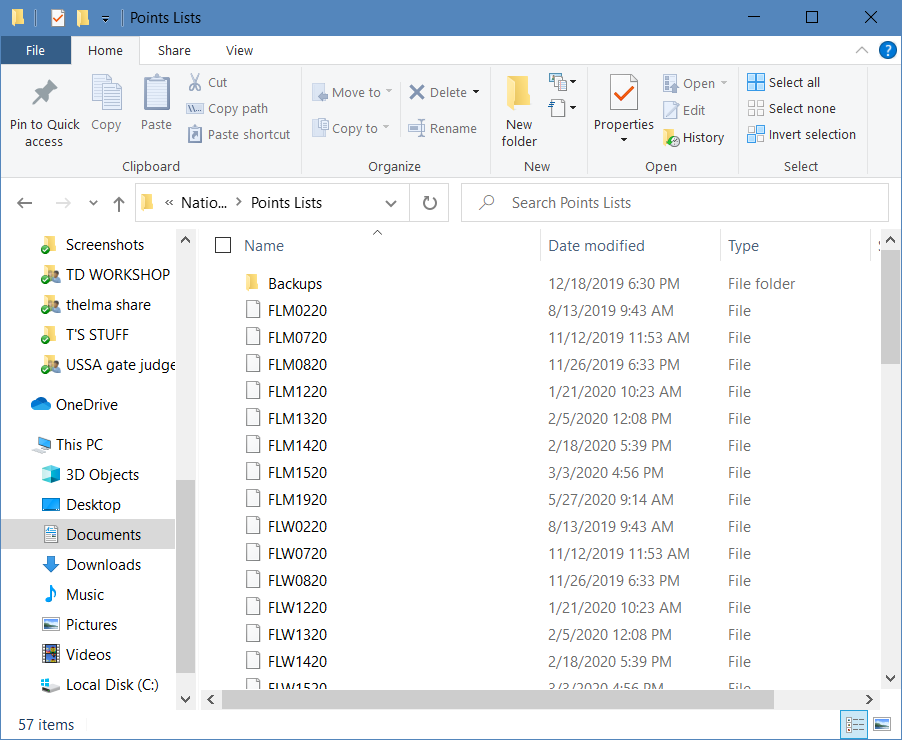 Points Lists
File Home Share View
Pin to Quick access
Copy
Paste
Cut
Copy path
Paste shortcut
Clipboard
Move to
Copy to
Delete
Rename
Organize
New folder
New
Properties
Open
Edit
History
Open
Select all
Select none
Invert selection
Select
« Natio... > Points Lists
Search Points Lists
Screenshots
TD WORKSHOP
thelma share
T'S STUFF
USSA gate judge
OneDrive
This PC
3D Objects
Desktop
Documents
Downloads
Music
Pictures
Videos
Local Disk (C:)
Name Date modified Type
Backups 12/18/2019 6:30 PM File folder
FLM0220 8/13/2019 9:43 AM File
FLM0720 11/12/2019 11:53 AM File
FLM0820 11/26/2019 6:33 PM File
FLM1220 1/21/2020 10:23 AM File
FLM1320 2/5/2020 12:08 PM File
FLM1420 2/18/2020 5:39 PM File
FLM1520 3/3/2020 4:56 PM File
FLM1920 5/27/2020 9:14 AM File
FLW0220 8/13/2019 9:43 AM File
FLW0720 11/12/2019 11:53 AM File
FLW0820 11/26/2019 6:33 PM File
FLW1220 1/21/2020 10:23 AM File
FLW1320 2/5/2020 12:08 PM File
FLW1420 2/18/2020 5:39 PM File
FLW1520 3/3/2020 4:56 PM File
57 items